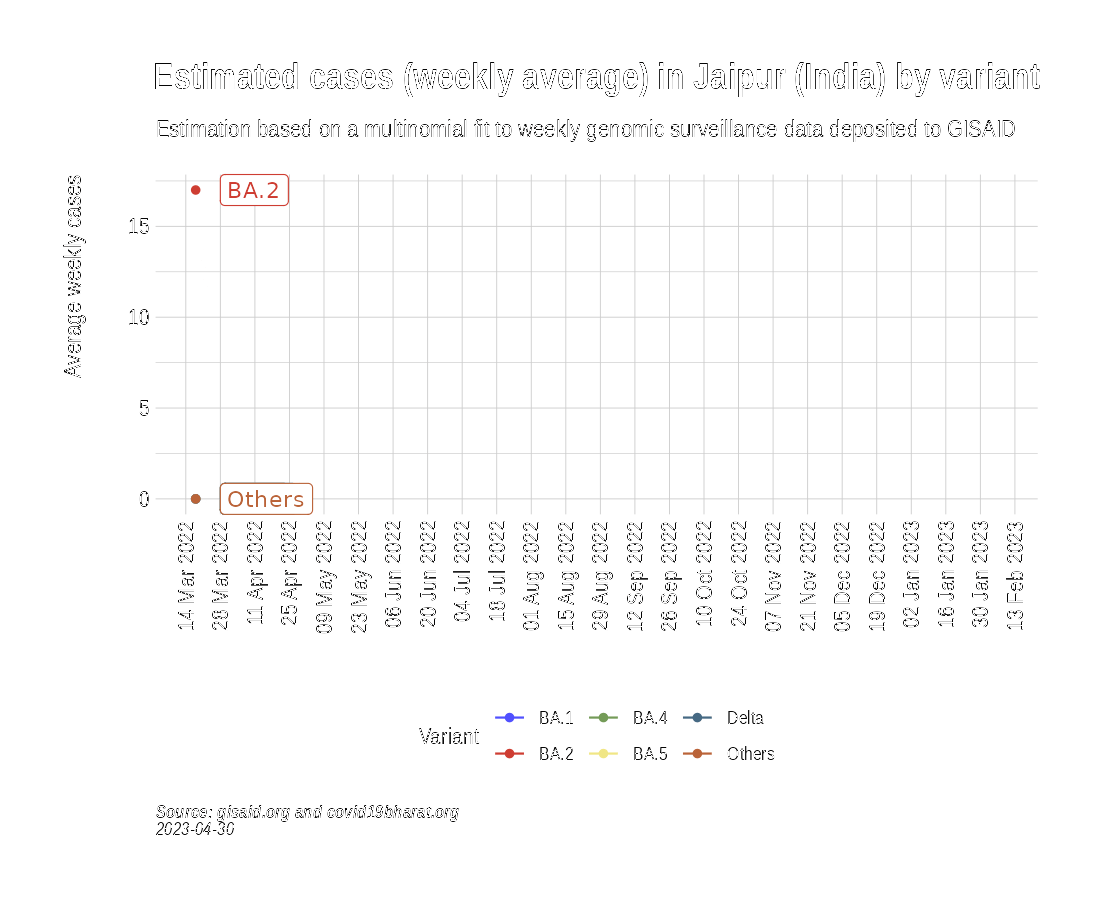 Estimated cases (weekly average) in Jaipur (India) by variant
Estimation based on a multinomial fit to weekly genomic surveillance data deposited to GISAID
Average weekly cases
BA.2
15
10
5
0
Others
14 Mar 2022
28 Mar 2022
11 Apr 2022
25 Apr 2022
09 May 2022
23 May 2022
06 Jun 2022
20 Jun 2022
04 Jul 2022
18 Jul 2022
01 Aug 2022
15 Aug 2022
29 Aug 2022
12 Sep 2022
26 Sep 2022
10 Oct 2022
24 Oct 2022
07 Nov 2022
21 Nov 2022
05 Dec 2022
19 Dec 2022
02 Jan 2023
16 Jan 2023
30 Jan 2023
13 Feb 2023
Variant
BA.1
BA.4
Delta
BA.2
BA.5
Others
Source: gisaid.org and covid19bharat.org
2023-04-30